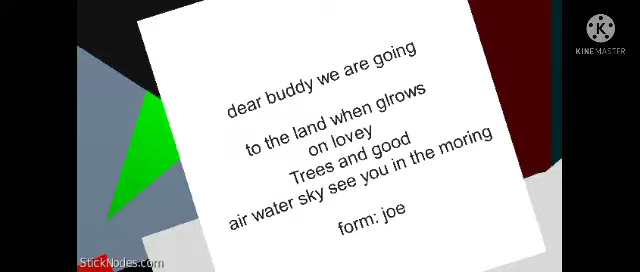 KINEMASTER
dear buddy we are going
to the land when glrows
on lovey
Trees and good
air water sky see you in the moring
form: joe
StickNodes.com